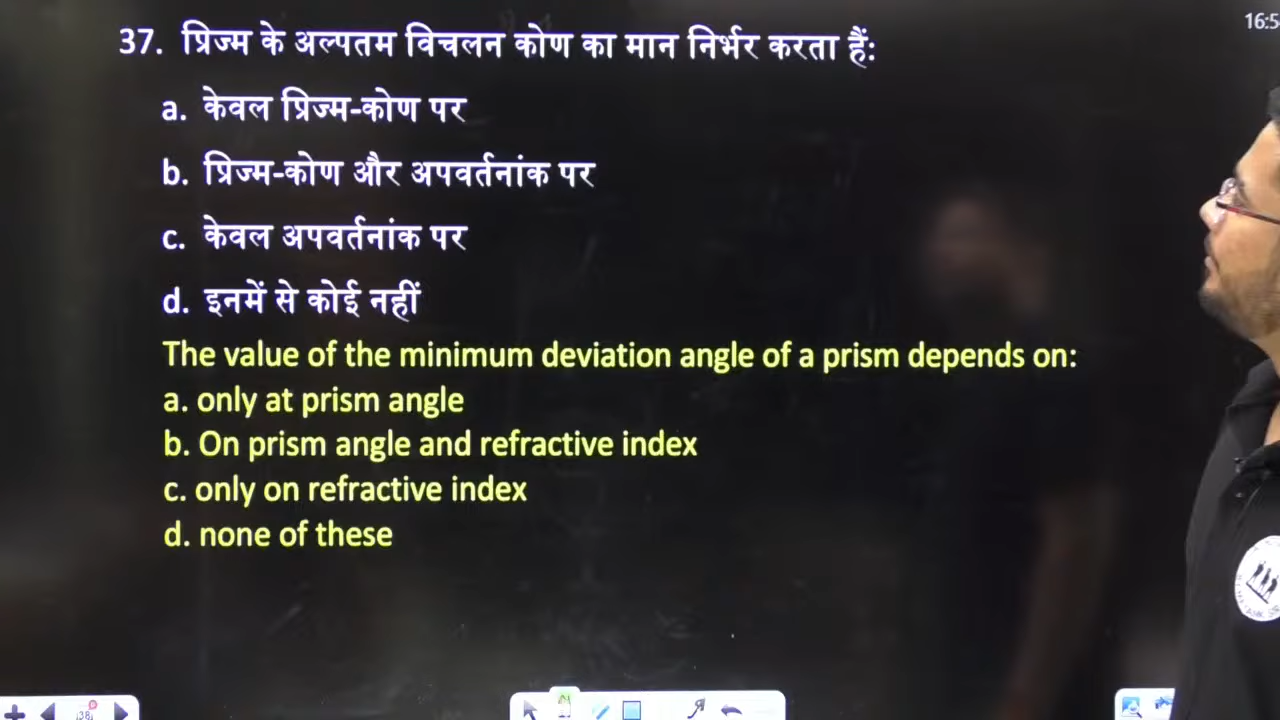 16:5
37. प्रिज्म के अल्पतम विचलन कोण का मान निर्भर करता हैं:
a. केवल प्रिज्म-कोण पर
b. प्रिज्म-कोण और अपवर्तनांक पर
c. केवल अपवर्तनांक पर
d. इनमें से कोई नहीं
The value of the minimum deviation angle of a prism depends on:
a. only at prism angle
b. On prism angle and refractive index
c. only on refractive index
d. none of these